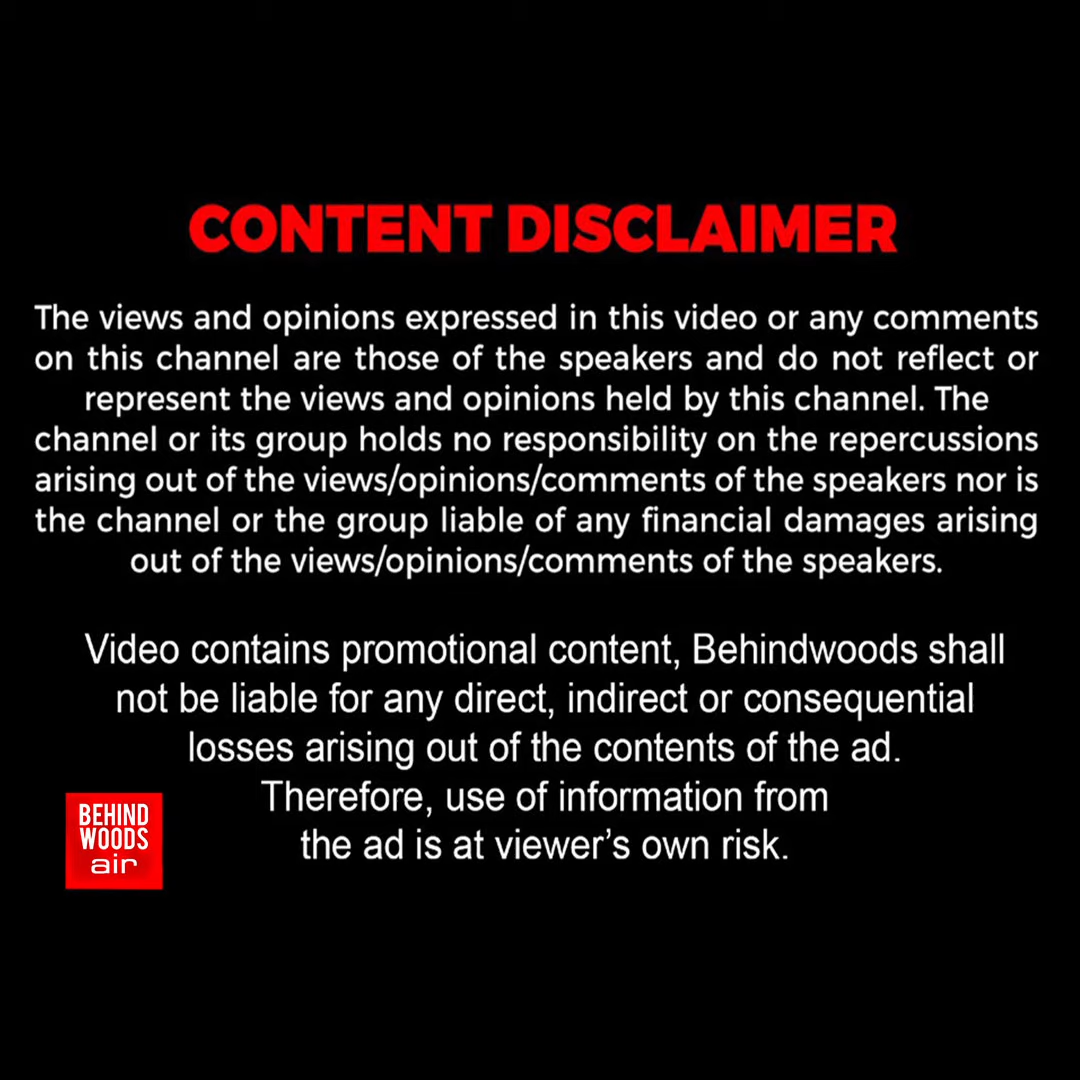 CONTENT DISCLAIMER
The views and opinions expressed in this video or any comments
on this channel are those of the speakers and do not reflect or
represent the views and opinions held by this channel. The
channel or its group holds no responsibility on the repercussions
arising out of the views/opinions/comments of the speakers nor is
the channel or the group liable of any financial damages arising
out of the views/opinions/comments of the speakers.
Video contains promotional content, Behindwoods shall
not be liable for any direct, indirect or consequential
losses arising out of the contents of the ad.
Therefore, use of information from
the ad is at viewer’s own risk.
BEHIND
WOODS
air